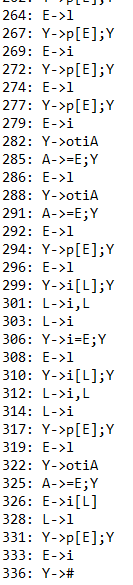 264: E->l
267: Y->p[E];Y
269: E->i
272: Y->p[E];Y
274: E->l
277: Y->p[E];Y
279: E->i
282: Y->otiA
285: A->=E;Y
286: E->l
288: Y->otiA
291: A->=E;Y
292: E->l
294: Y->p[E];Y
296: E->l
299: Y->i[L];Y
301: L->i,L
303: L->i
306: Y->i=E;Y
308: E->l
310: Y->i[L];Y
312: L->i,L
314: L->i
317: Y->p[E];Y
319: E->l
322: Y->otiA
325: A->=E;Y
326: E->i[L]
328: L->l
331: Y->p[E];Y
333: E->i
336: Y->#